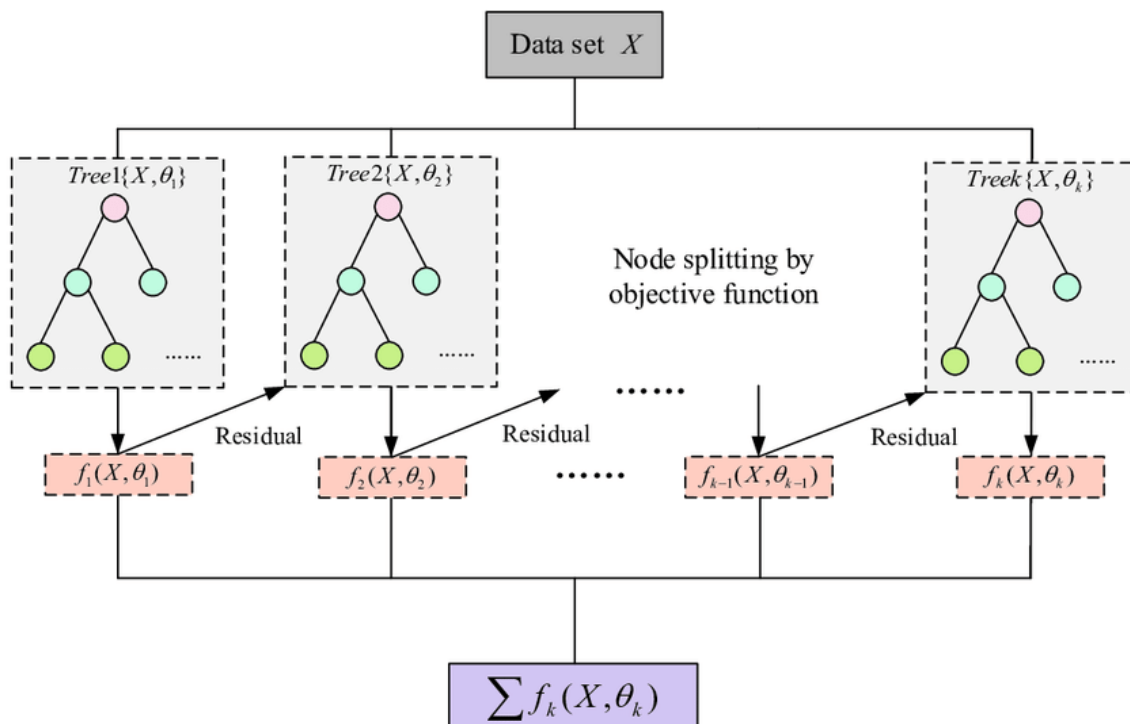 Data set X
Tree1{X,θ₁}
Tree2{X,θ₂}
Treek{X,θₖ}
Node splitting by
objective function
......
......
......
......
Residual
Residual
Residual
f₁(X,θ₁)
f₂(X,θ₂)
......
fₖ₋₁(X,θₖ₋₁)
fₖ(X,θₖ)
∑ fₖ(X,θₖ)